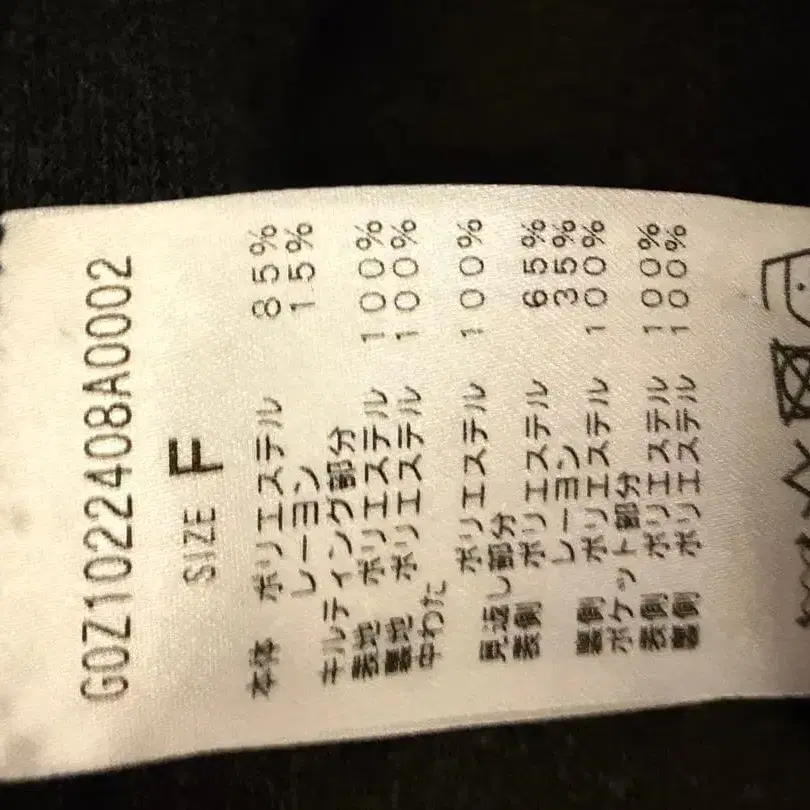 G0Z1022408A0002
SIZE F
本体 ポリエステル 85%
レーヨン 15%
キルティング部分
表地 ポリエステル 100%
裏地 ポリエステル 100%
中わた
ポリエステル 100%
見返し部分
表側 ポリエステル 65%
レーヨン 35%
裏側 ポリエステル 100%
ポケット部分
表側 ポリエステル 100%
裏側 ポリエステル 100%